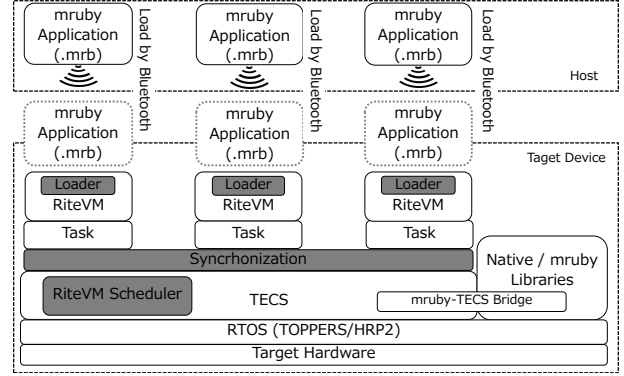 mruby
Application
(.mrb)
Load by Bluetooth
mruby
Application
(.mrb)
Load by Bluetooth
mruby
Application
(.mrb)
Load by Bluetooth
Host
mruby
Application
(.mrb)
mruby
Application
(.mrb)
mruby
Application
(.mrb)
Taget Device
Loader
RiteVM
Task
Loader
RiteVM
Task
Loader
RiteVM
Task
Syncrhonization
Native / mruby
Libraries
RiteVM Scheduler
TECS
mruby-TECS Bridge
RTOS (TOPPERS/HRP2)
Target Hardware